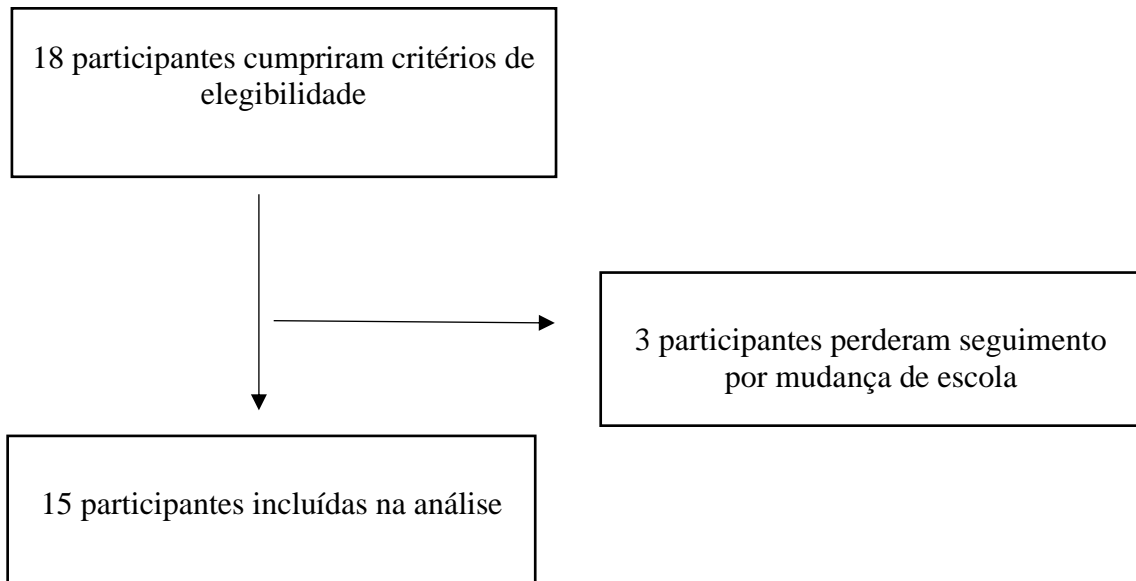 18 participantes cumpriram critérios de
elegibilidade
3 participantes perderam seguimento
por mudança de escola
15 participantes incluídas na análise